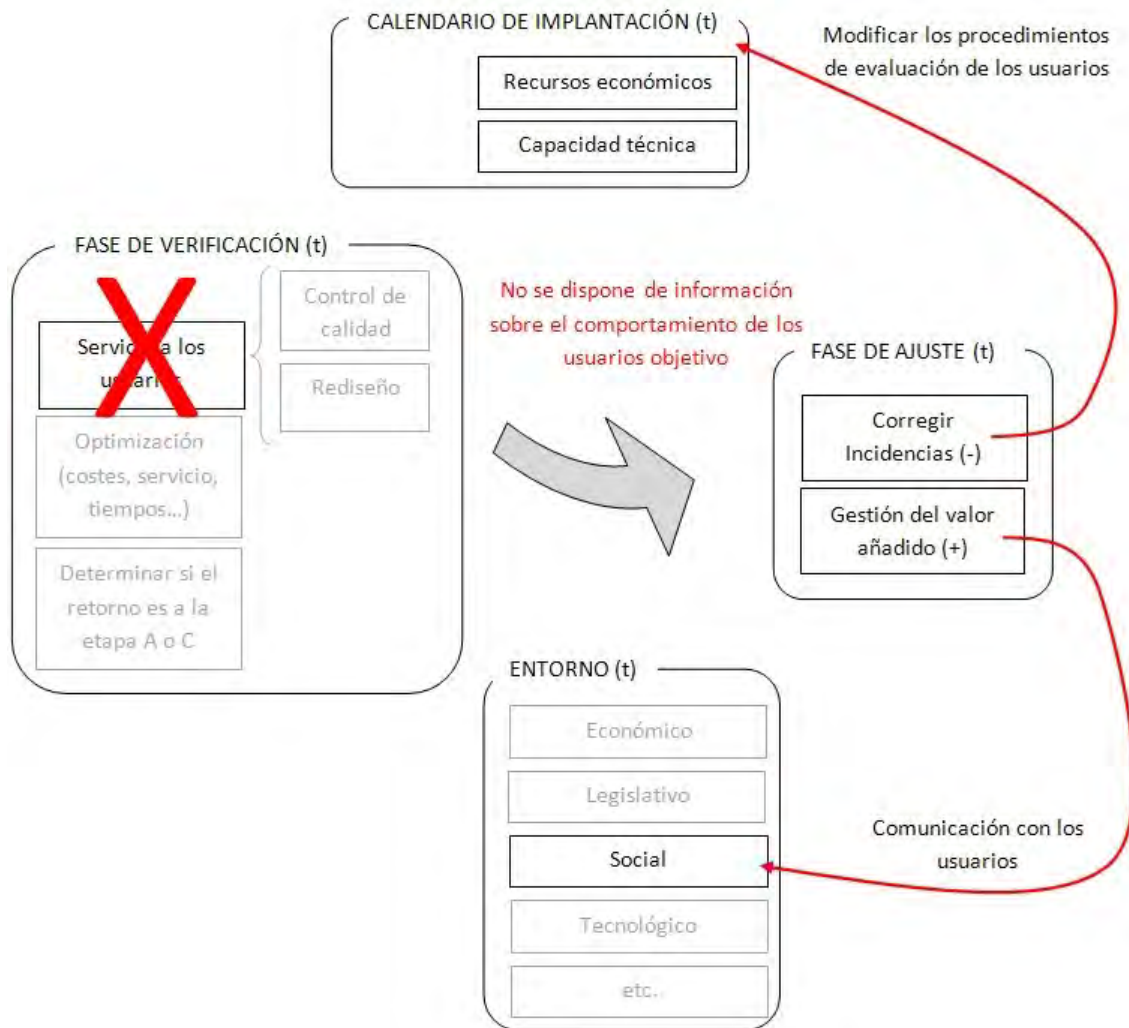 CALENDARIO DE IMPLANTACIÓN (t)
Recursos económicos
Capacidad técnica
Modificar los procedimientos
de evaluación de los usuarios
FASE DE VERIFICACIÓN (t)
Servicio a los
usuarios
Control de
calidad
Rediseño
Optimización
(costes, servicio,
tiempos...)
Determinar si el
retorno es a la
etapa A o C
No se dispone de información
sobre el comportamiento de los
usuarios objetivo
FASE DE AJUSTE (t)
Corregir
Incidencias (-)
Gestión del valor
añadido (+)
ENTORNO (t)
Económico
Legislativo
Social
Tecnológico
etc.
Comunicación con los
usuarios